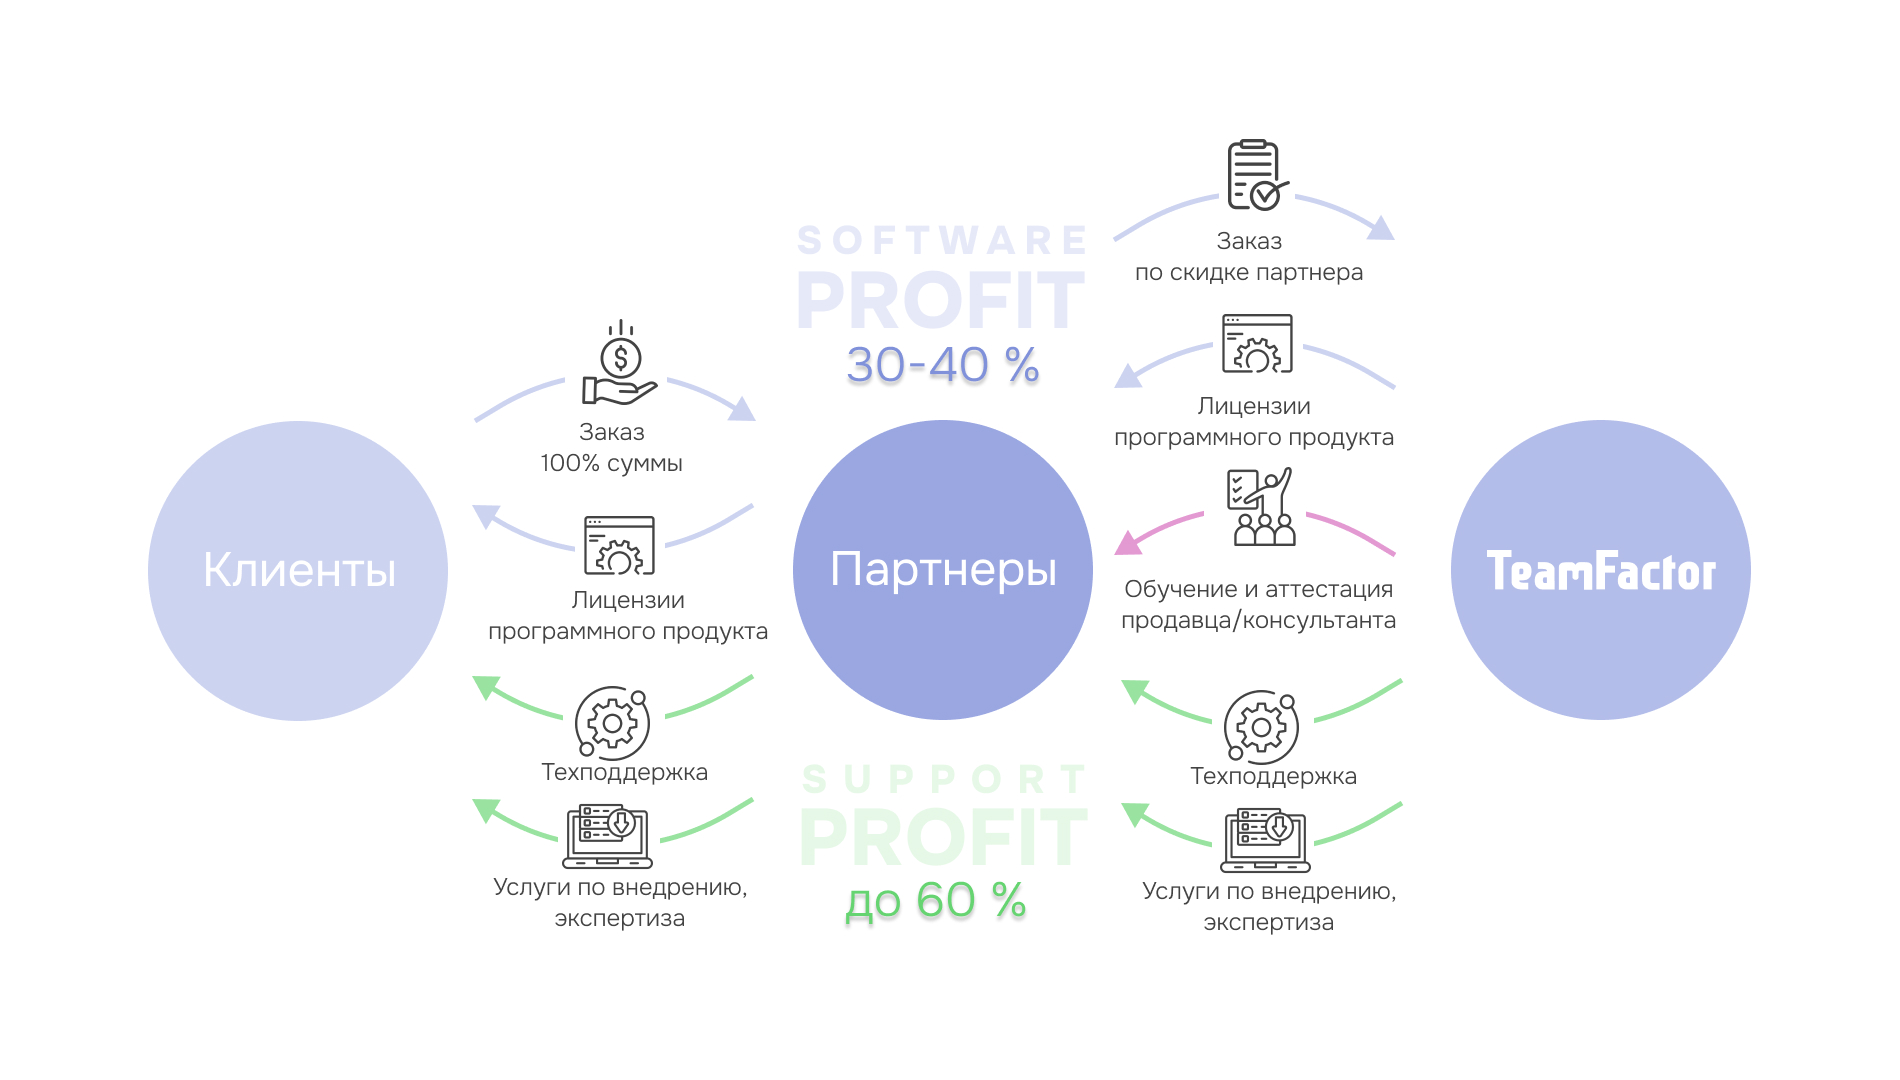 Клиенты
Заказ
100% суммы
Лицензии
программного продукта
Техподдержка
Услуги по внедрению,
экспертиза
SOFTWARE
PROFIT
30-40 %
Партнеры
SUPPORT
PROFIT
до 60 %
Заказ
по скидке партнера
Лицензии
программного продукта
Обучение и аттестация
продавца/консультанта
Техподдержка
Услуги по внедрению,
экспертиза
TeamFactor